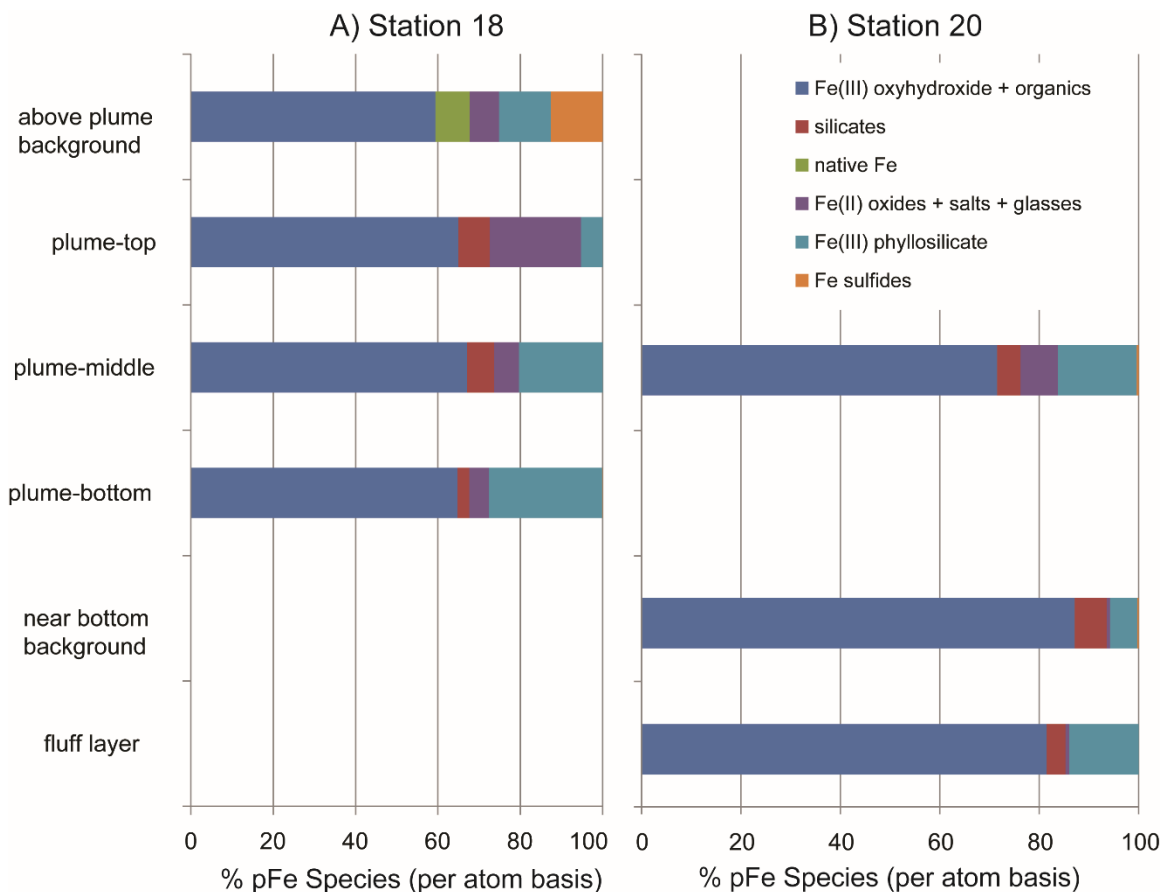 A) Station 18
B) Station 20
above plume
background
plume-top
plume-middle
plume-bottom
near bottom
background
fluff layer
Fe(III) oxyhydroxide + organics
silicates
native Fe
Fe(II) oxides + salts + glasses
Fe(III) phyllosilicate
Fe sulfides
0 20 40 60 80 100
0 20 40 60 80 100
% pFe Species (per atom basis)
% pFe Species (per atom basis)